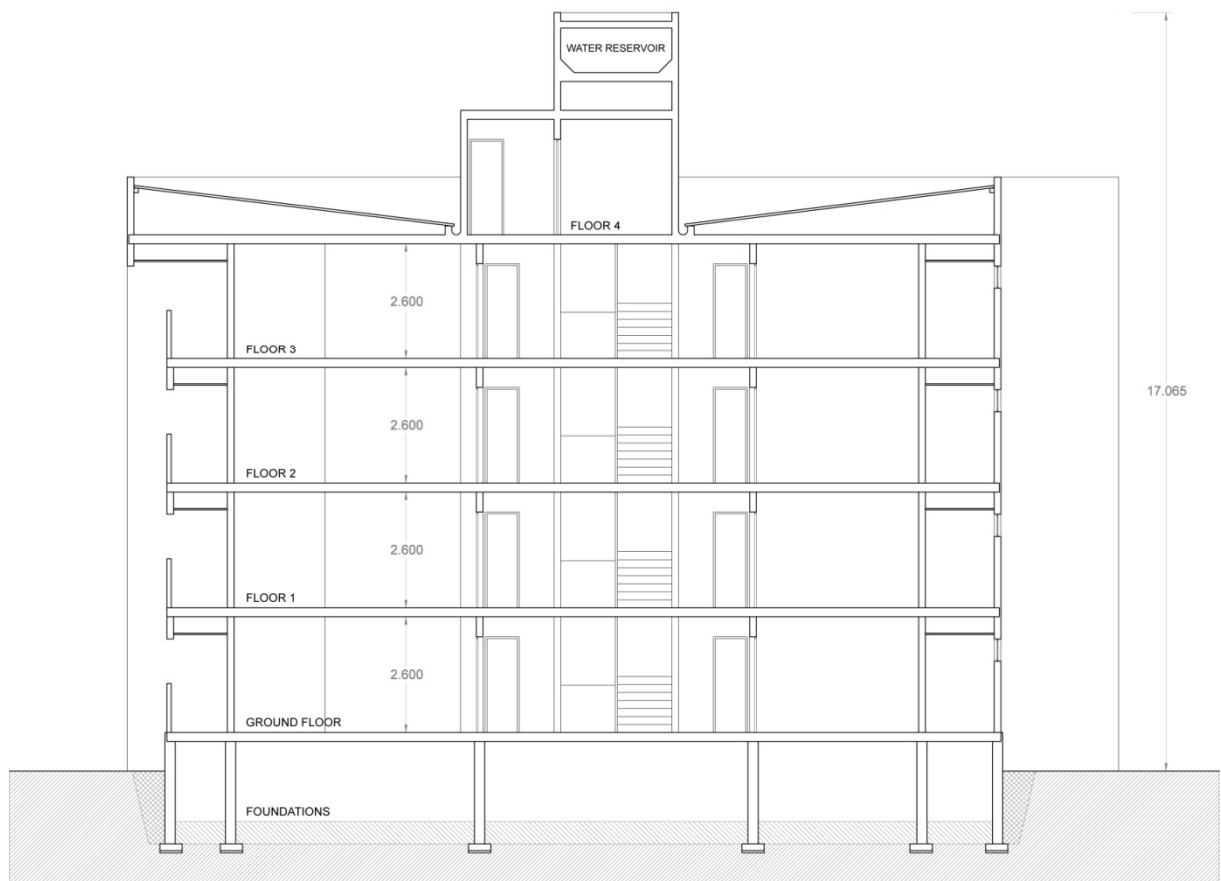 WATER RESERVOIR
FLOOR 4
2.600
FLOOR 3
17.065
2.600
FLOOR 2
2.600
FLOOR 1
2.600
GROUND FLOOR
FOUNDATIONS